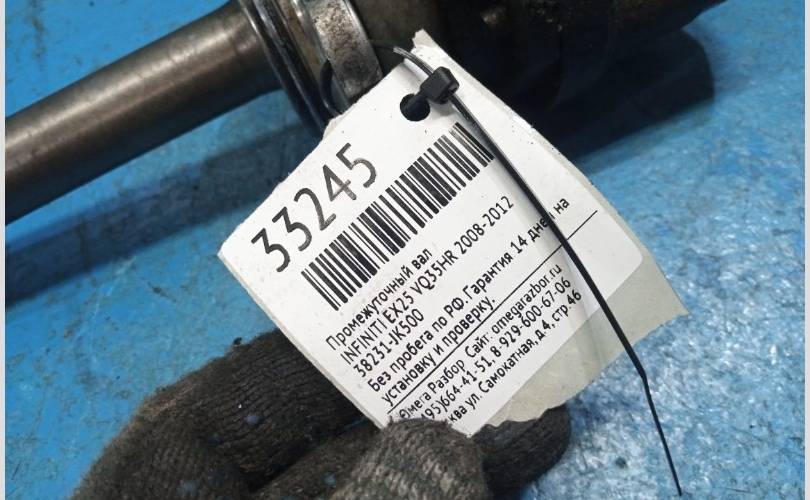 33245
Промежуточный вал
INFINITI EX25 VQ35HR 2008-2012
38231-JK500
Без пробега по РФ. Гарантия 14 дней на
установку и проверку.
Омега Разбор. Сайт: omegarazbor.ru
495)664-41-51, 8-929-600-67-06
ква ул. Самокатная, д.4, стр.46